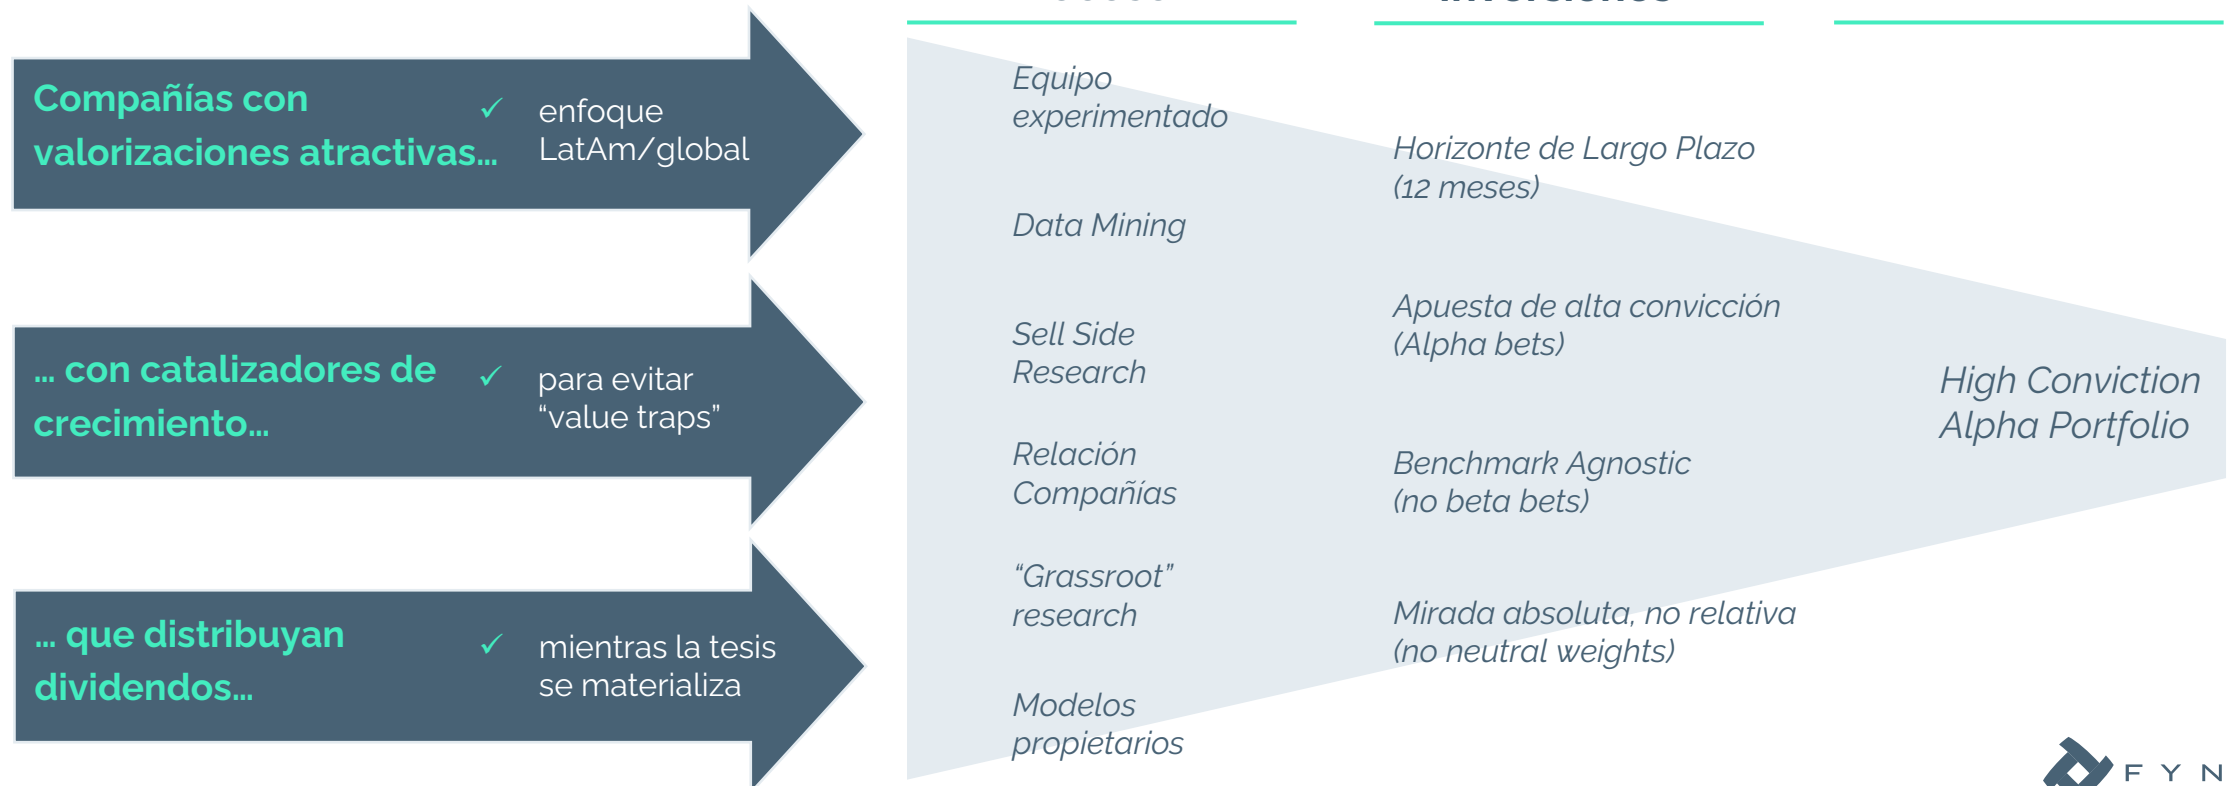 Inversiones
Compañías con
valorizaciones atractivas...
✓ enfoque
LatAm/global
... con catalizadores de
crecimiento...
✓ para evitar
“value traps”
... que distribuyan
dividendos...
✓ mientras la tesis
se materializa
Equipo
experimentado
Data Mining
Sell Side
Research
Relación
Compañías
“Grassroot”
research
Modelos
propietarios
Horizonte de Largo Plazo
(12 meses)
Apuesta de alta convicción
(Alpha bets)
Benchmark Agnostic
(no beta bets)
Mirada absoluta, no relativa
(no neutral weights)
High Conviction
Alpha Portfolio
FYN